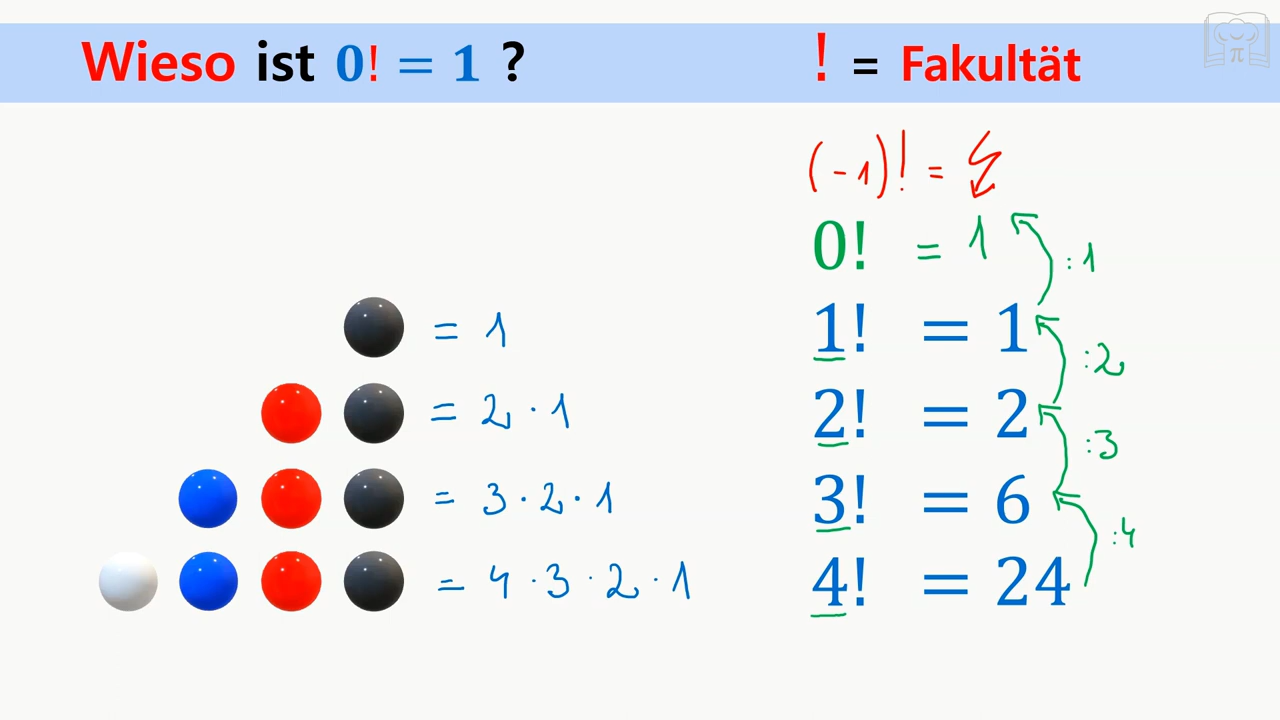 Wieso ist 0! = 1 ?
! = Fakultät
(-1)! =
0! = 1
:1
= 1
1! = 1
:2
= 2 · 1
2! = 2
:3
= 3 · 2 · 1
3! = 6
:4
= 4 · 3 · 2 · 1
4! = 24
π